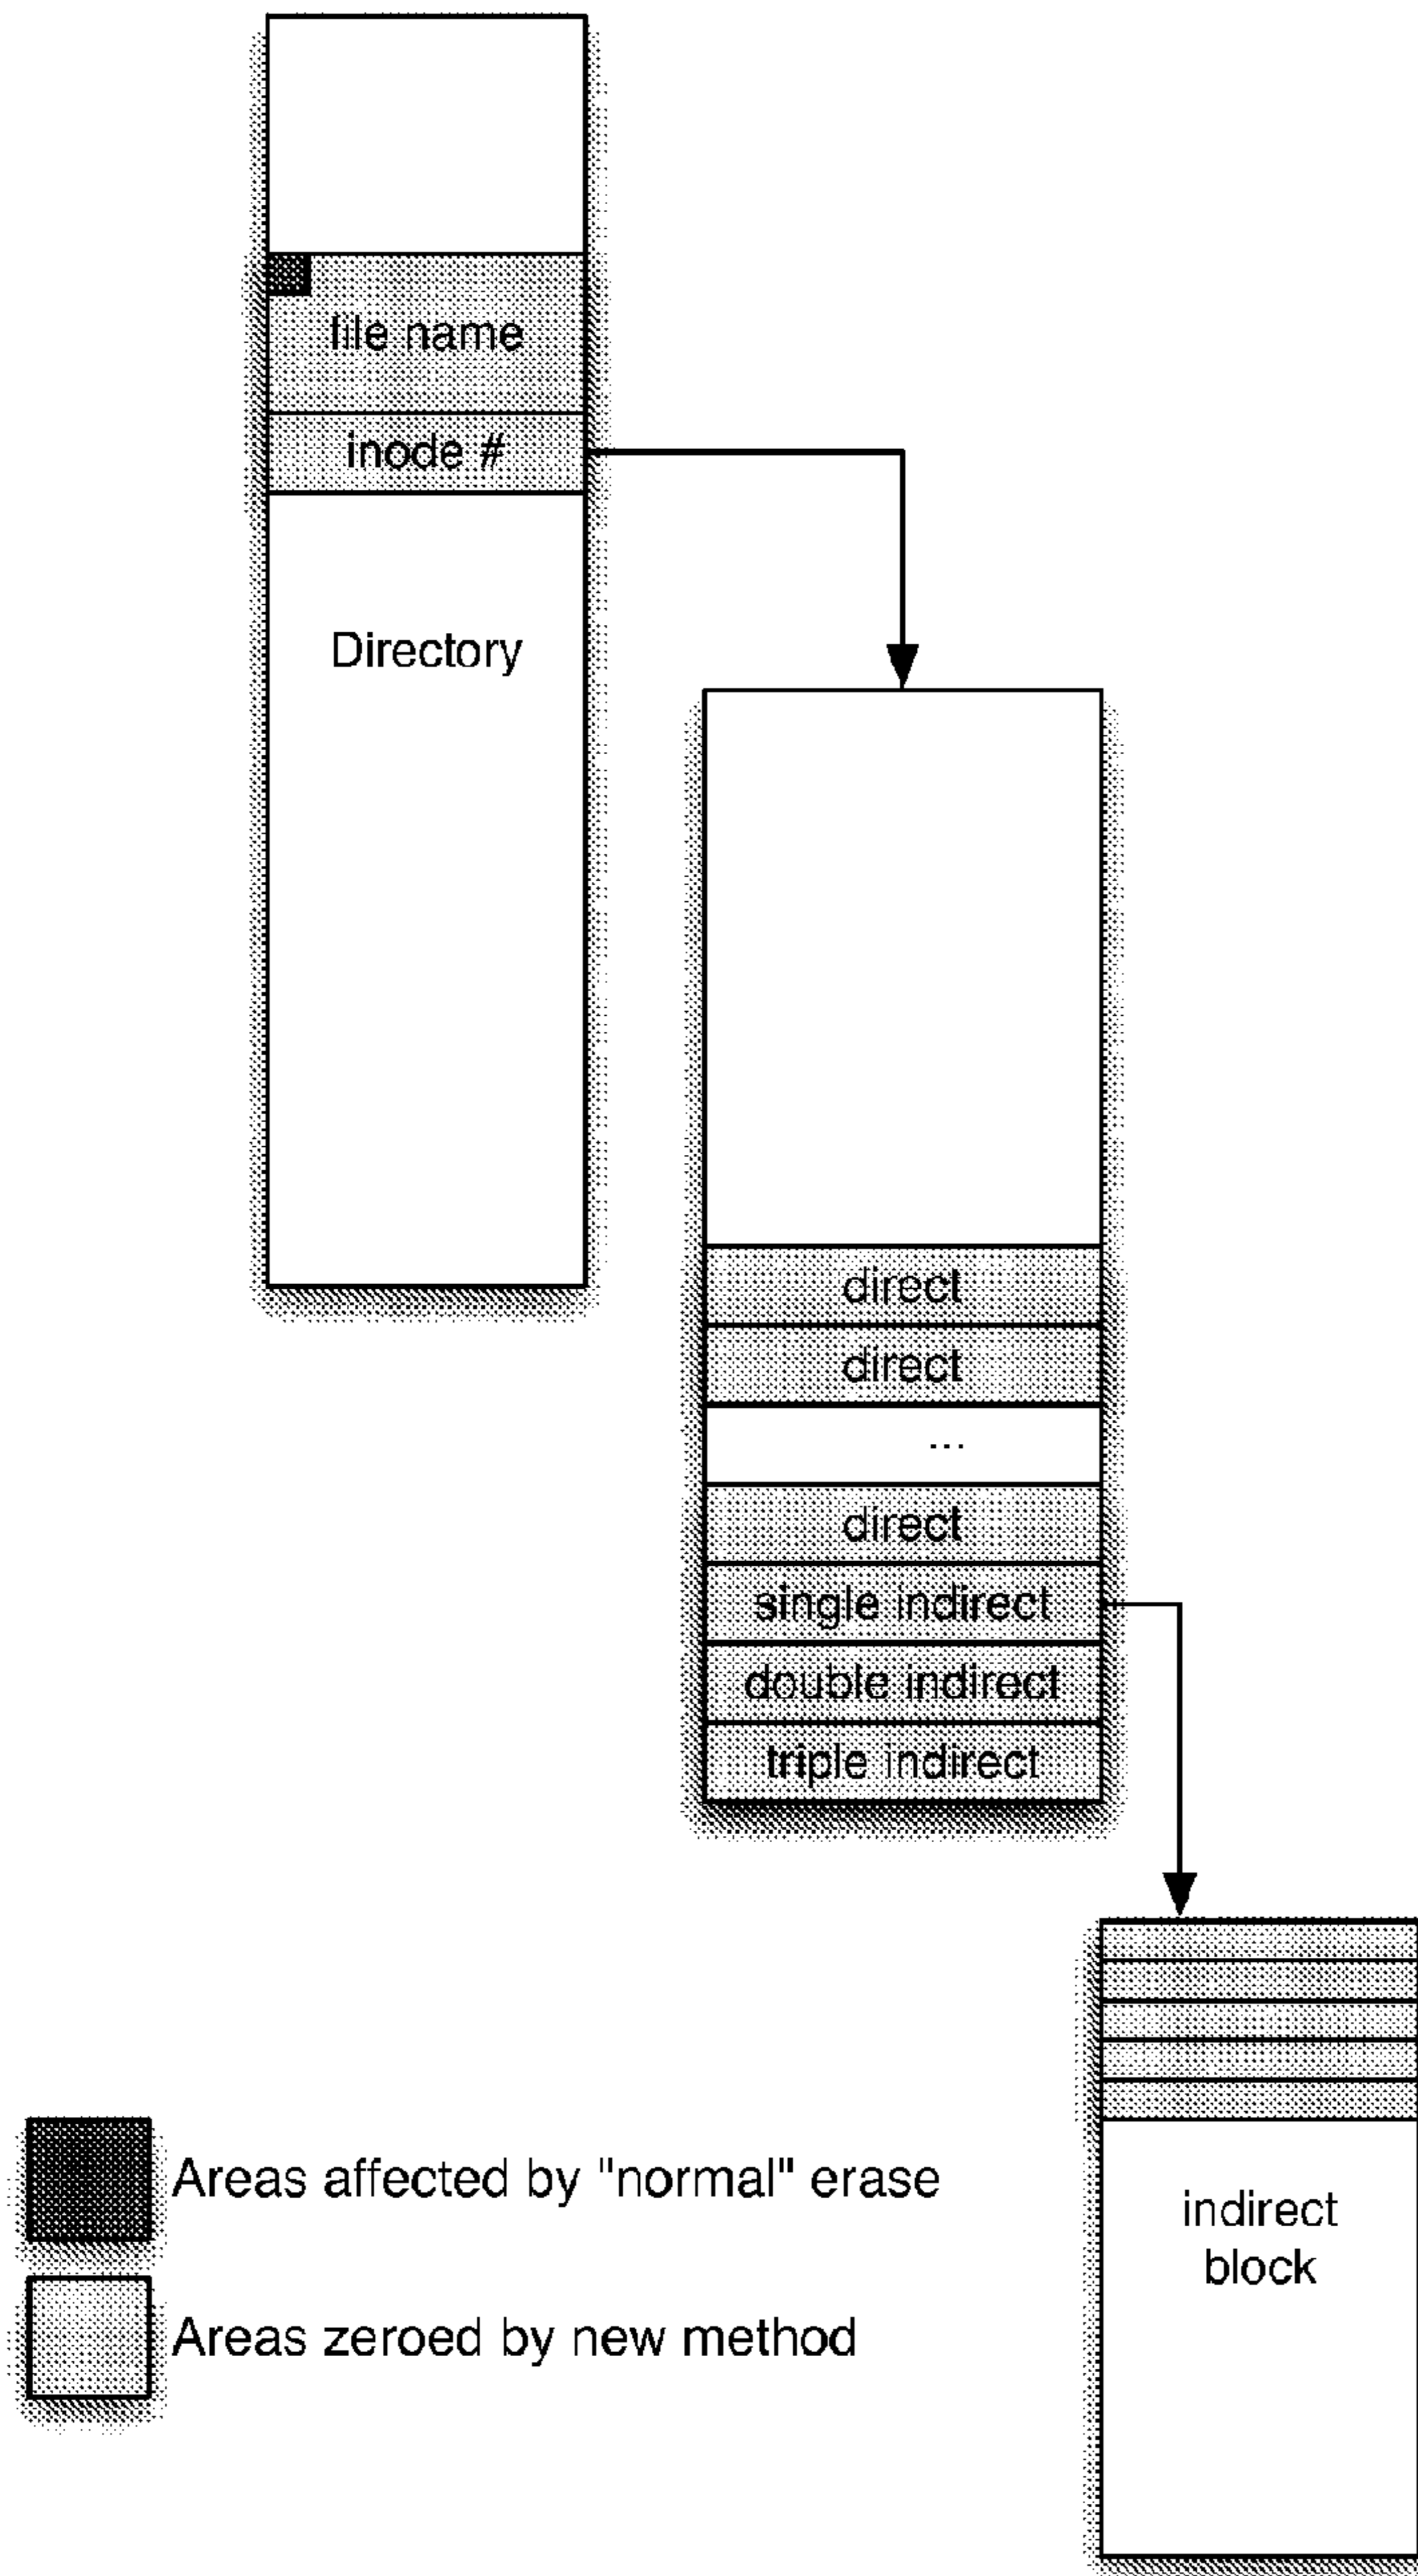 file name
inode #
Directory
direct
direct
...
direct
single indirect
double indirect
triple indirect
indirect
block
Areas affected by "normal" erase
Areas zeroed by new method